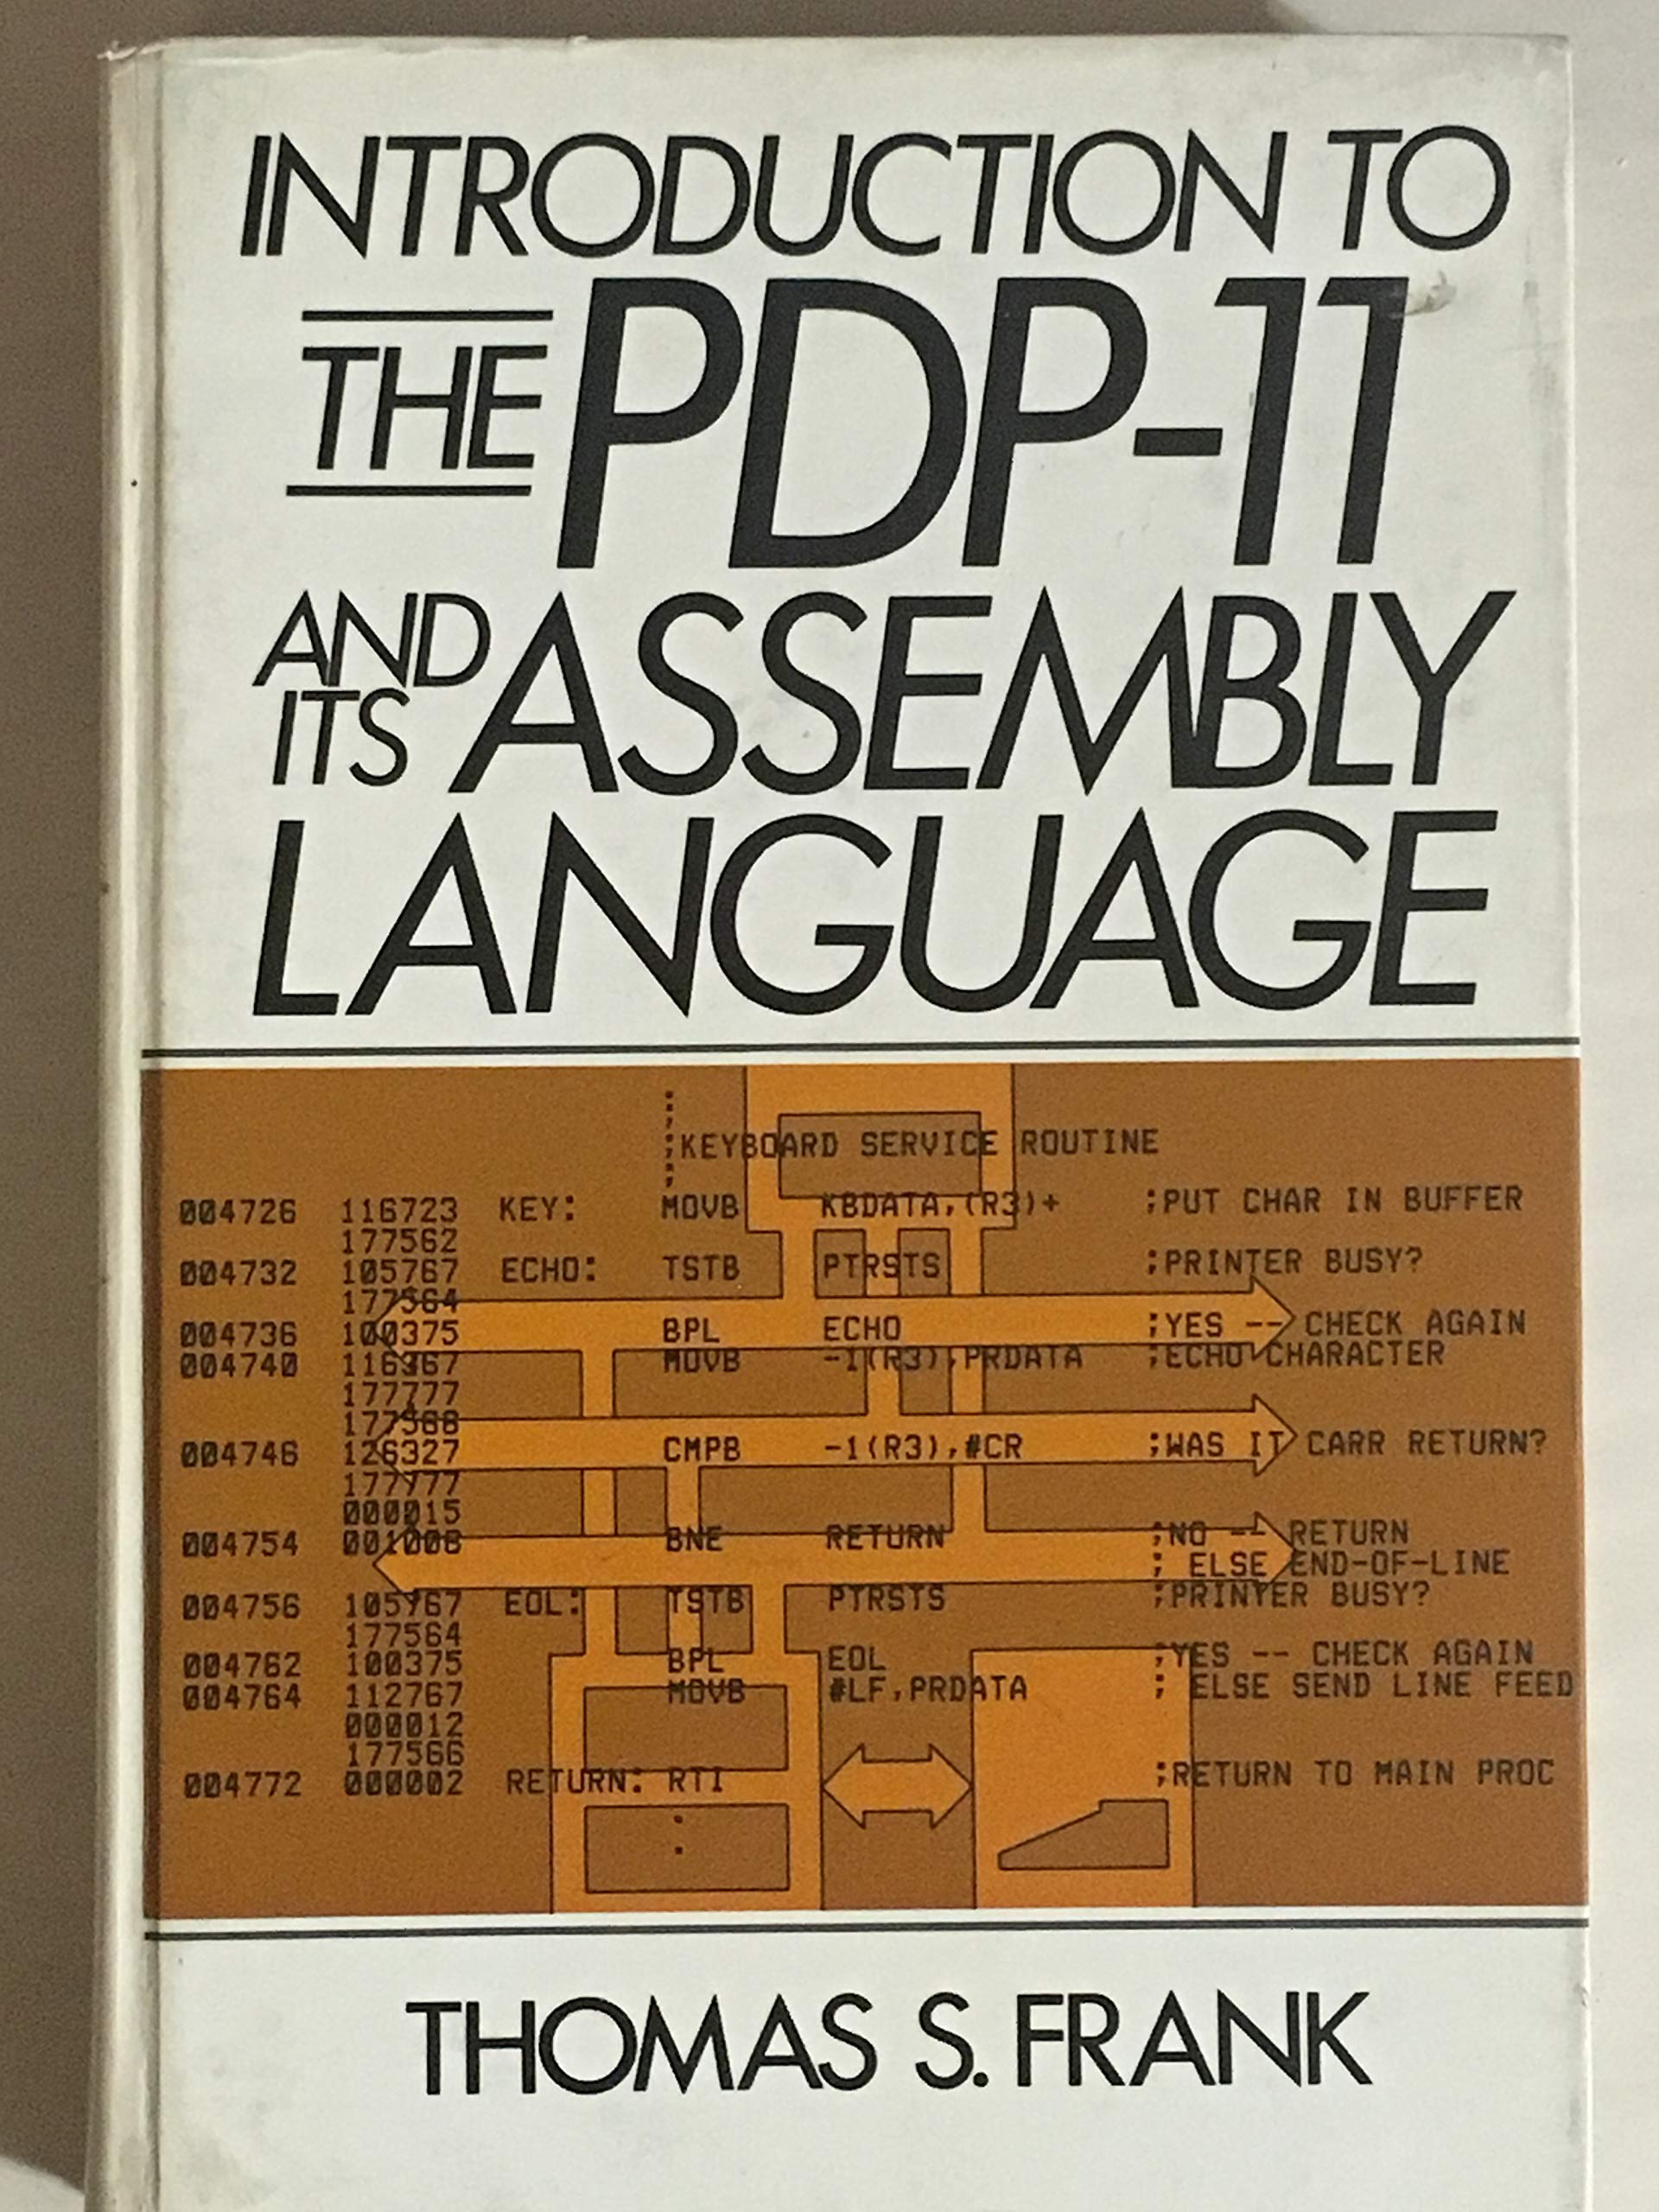 INTRODUCTION TO
THE PDP-11
AND ITS ASSEMBLY
LANGUAGE
;
;
;KEYBOARD SERVICE ROUTINE
;
;
004726 116723 KEY: MOVB KBDATA,(R3)+ ;PUT CHAR IN BUFFER
177562
004732 105767 ECHO: TSTB PTRSTS ;PRINTER BUSY?
177564
004736 100375 BPL ECHO ;YES -- CHECK AGAIN
004740 116367 MOVB -1(R3),PRDATA ;ECHO CHARACTER
177777
177566
004746 126327 CMPB -1(R3),#CR ;WAS IT CARR RETURN?
177777
000015
004754 001006 BNE RETURN ;NO -- RETURN
; ELSE END-OF-LINE
004756 105767 EOL: TSTB PTRSTS ;PRINTER BUSY?
177564
004762 100375 BPL EOL ;YES -- CHECK AGAIN
004764 112767 MOVB #LF,PRDATA ; ELSE SEND LINE FEED
000012
177566
004772 000002 RETURN: RTI ;RETURN TO MAIN PROC
.
.
THOMAS S. FRANK